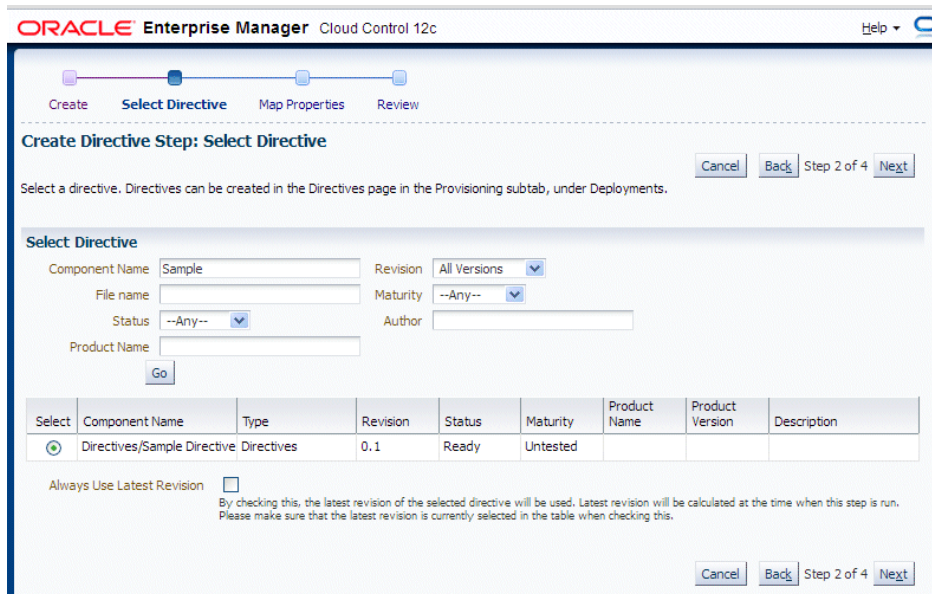 ORACLE Enterprise Manager Cloud Control 12c Help
Create Select Directive Map Properties Review
Create Directive Step: Select Directive
Cancel Back Step 2 of 4 Next
Select a directive. Directives can be created in the Directives page in the Provisioning subtab, under Deployments.
Select Directive
Component Name Sample Revision All Versions
File name Maturity --Any--
Status --Any-- Author
Product Name
Go
Select Component Name Type Revision Status Maturity Product Name Product Version Description
Directives/Sample Directive Directives 0.1 Ready Untested
Always Use Latest Revision
By checking this, the latest revision of the selected directive will be used. Latest revision will be calculated at the time when this step is run.
Please make sure that the latest revision is currently selected in the table when checking this.
Cancel Back Step 2 of 4 Next